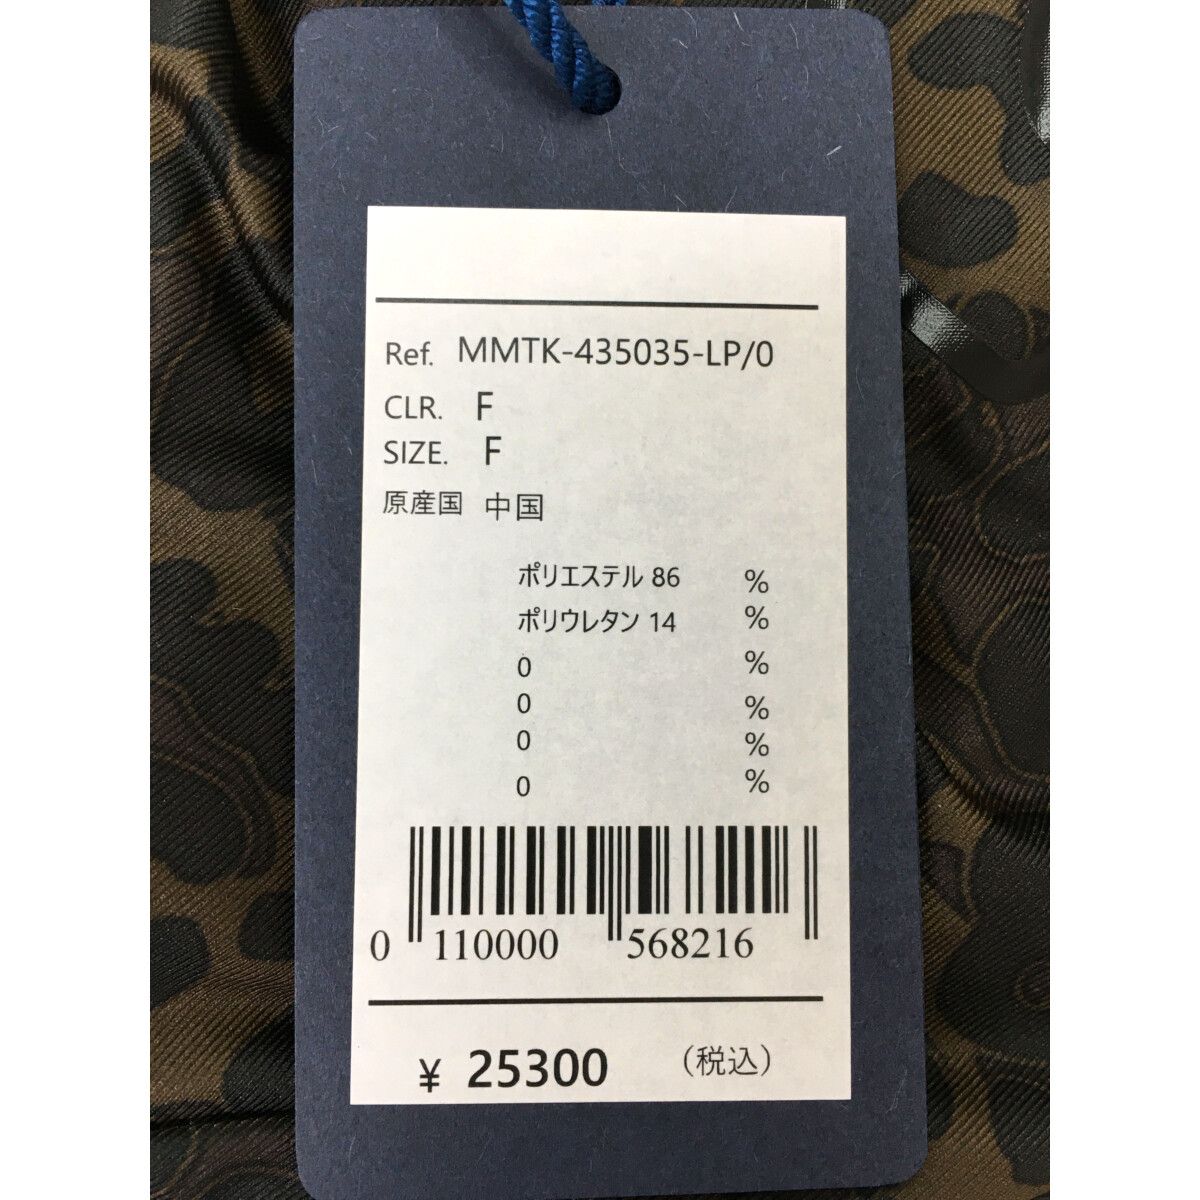 Ref. MMTK-435035-LP/0
CLR. F
SIZE. F
原産国 中国
ポリエステル 86 %
ポリウレタン 14 %
0 %
0 %
0 %
0 %
0 110000 568216
¥ 25300 (税込)